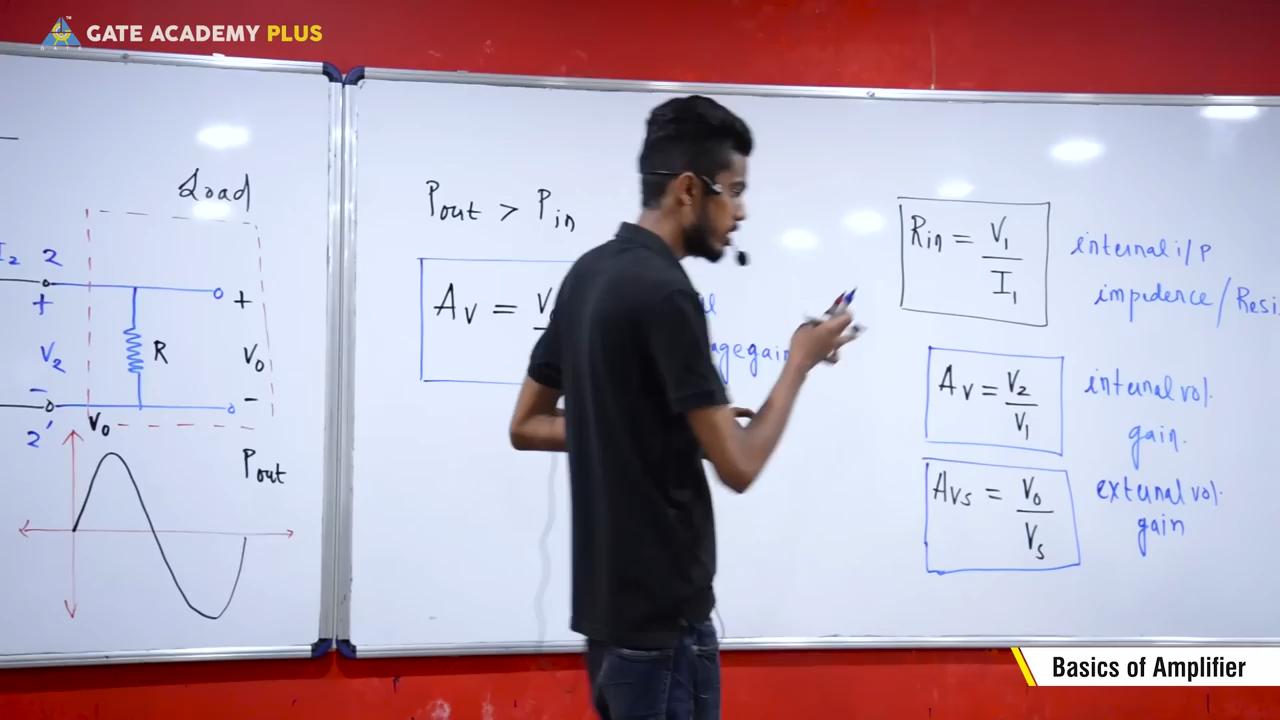 GATE ACADEMY PLUS
Load
I₂ 2
+ +
V₂ R V₀
- -
2'
V₀
Pout
Pout > Pin
Av =
Rin = V₁ / I₁
internal i/P
impedence /
Av = V₂ / V₁
internal vol.
gain.
Avs = V₀ / Vs
external vol.
gain
Basics of Amplifier